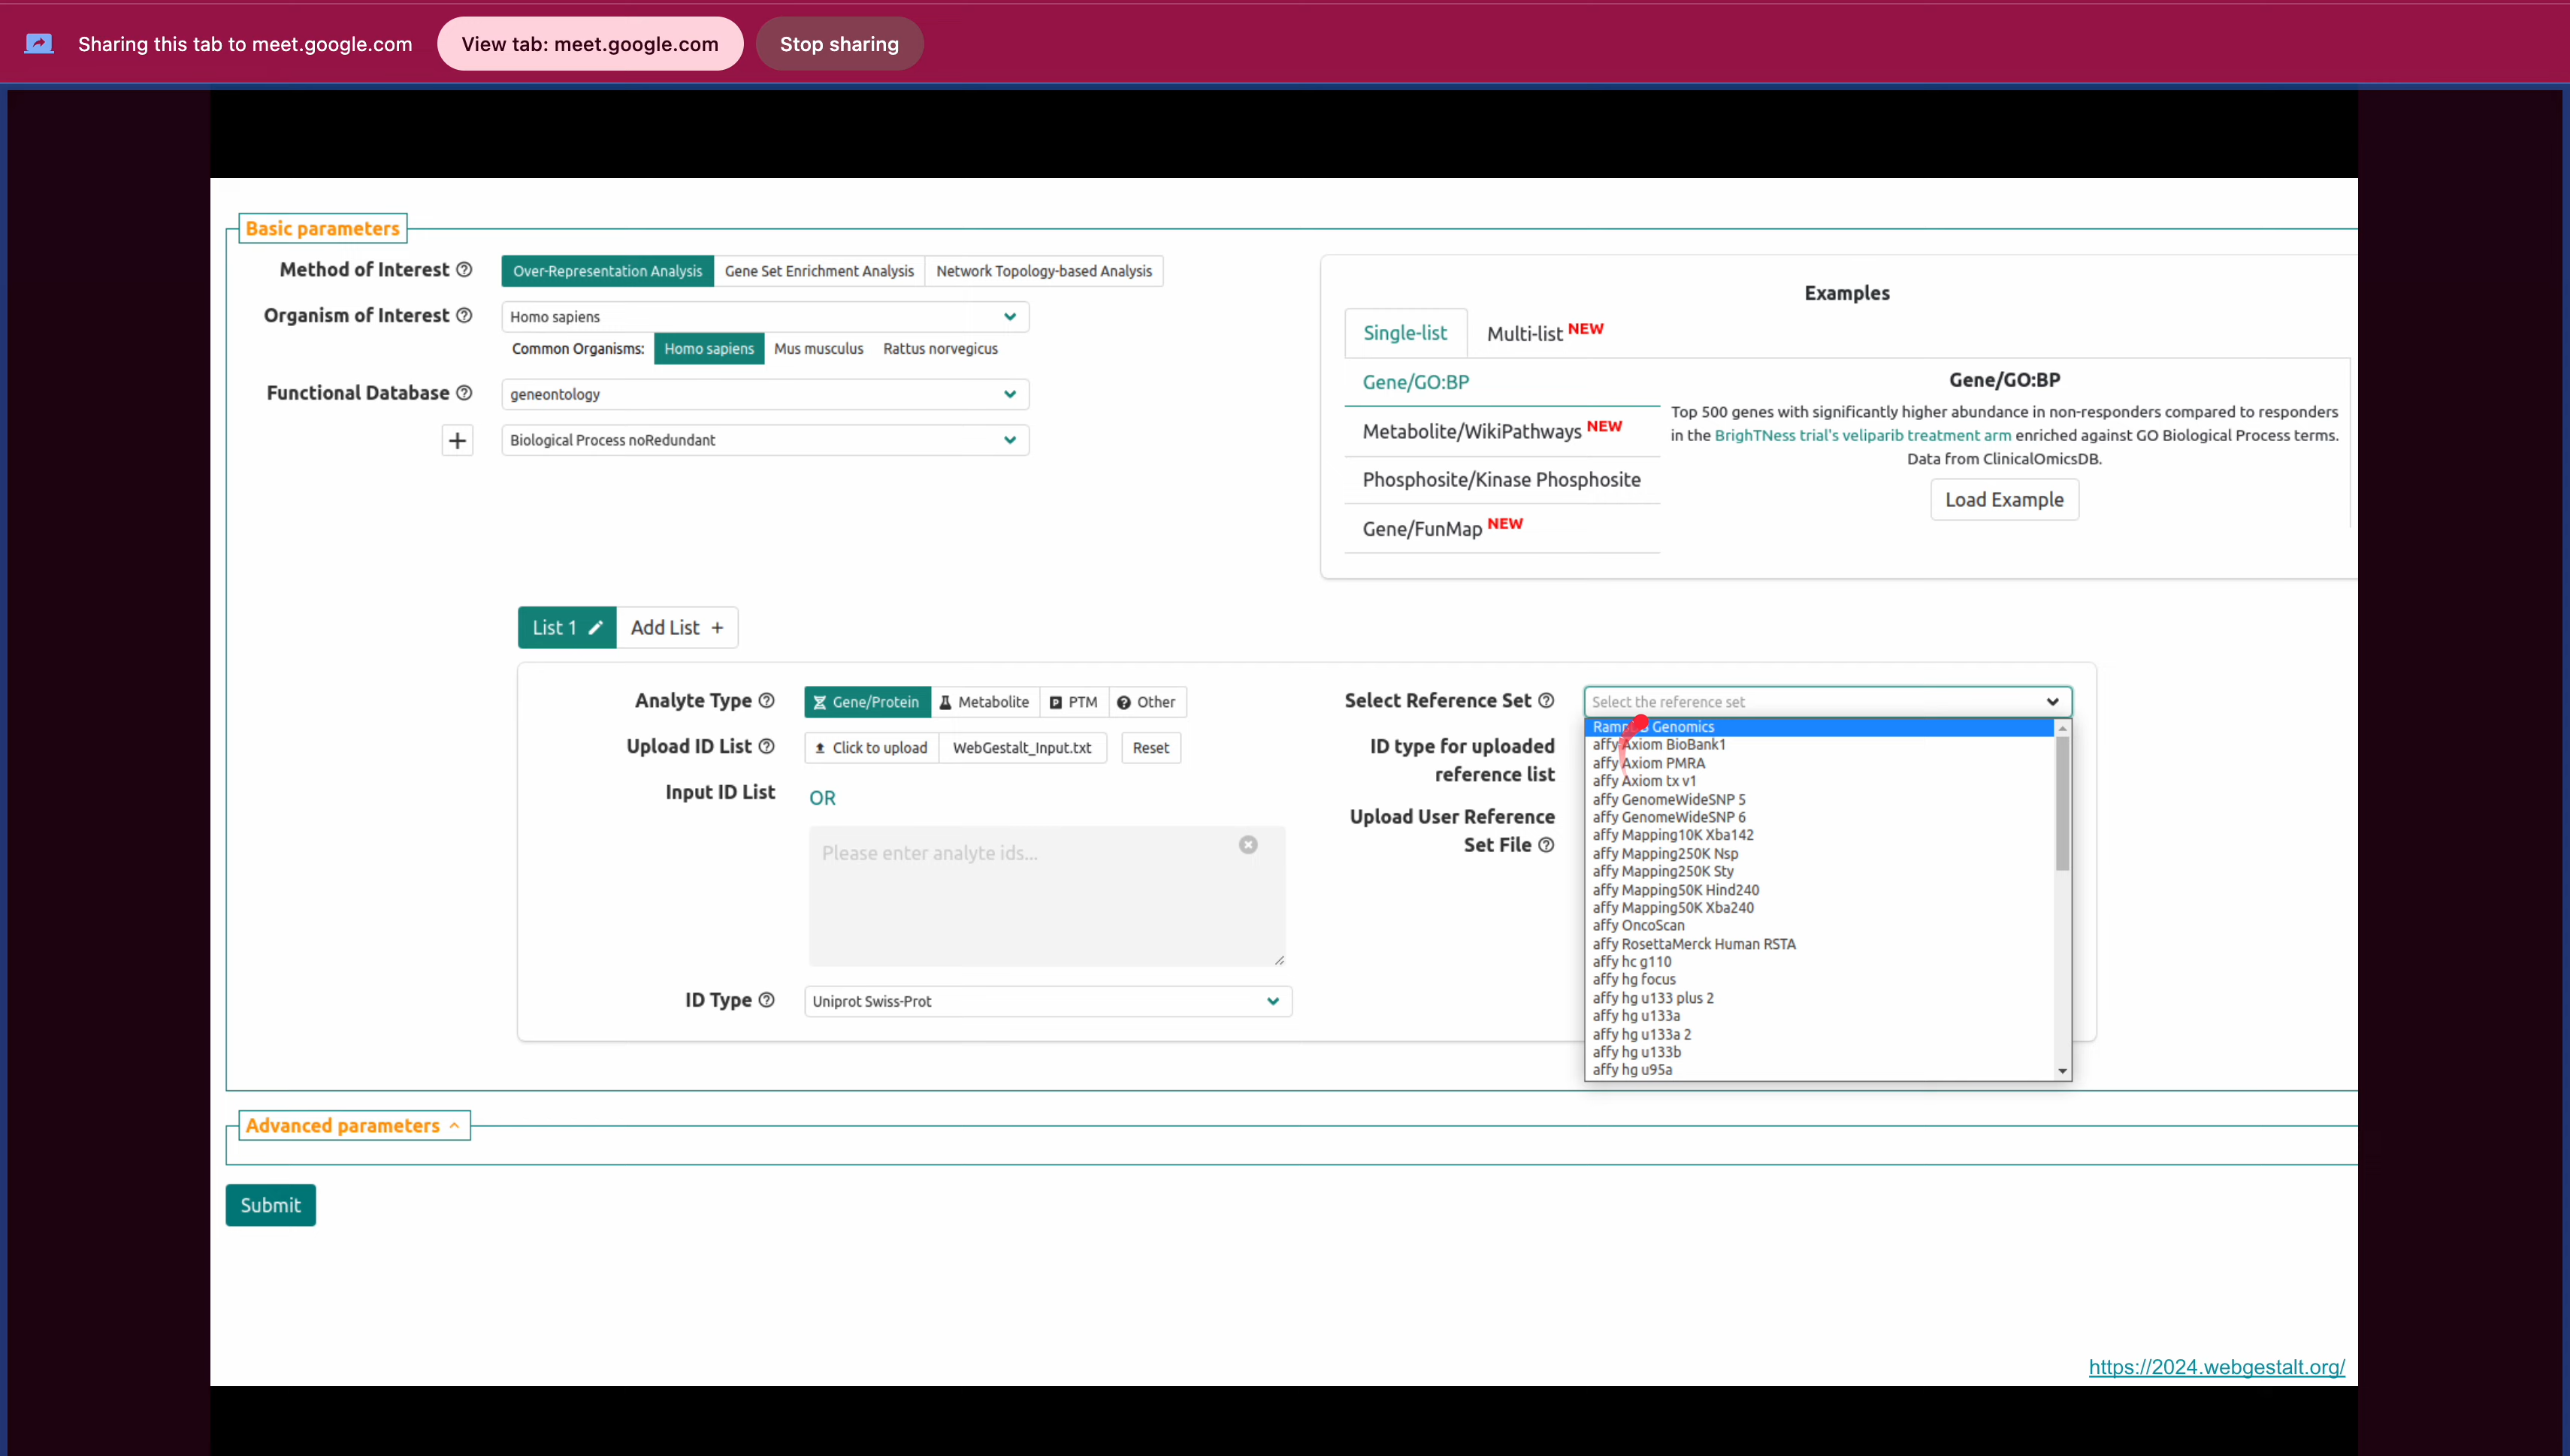 Sharing this tab to meet.google.com
View tab: meet.google.com
Stop sharing
Basic parameters
Method of Interest
Over-Representation Analysis
Gene Set Enrichment Analysis
Network Topology-based Analysis
Organism of Interest
Homo sapiens
Common Organisms:
Homo sapiens
Mus musculus
Rattus norvegicus
Functional Database
geneontology
+
Biological Process noRedundant
Examples
Single-list
Multi-list NEW
Gene/GO:BP
Metabolite/WikiPathways NEW
Phosphosite/Kinase Phosphosite
Gene/FunMap NEW
Gene/GO:BP
Top 500 genes with significantly higher abundance in non-responders compared to responders
in the BrighTNess trial's veliparib treatment arm enriched against GO Biological Process terms.
Data from ClinicalOmicsDB.
Load Example
List 1
Add List +
Analyte Type
Gene/Protein
Metabolite
PTM
Other
Upload ID List
Click to upload
WebGestalt_Input.txt
Reset
Input ID List
OR
Please enter analyte ids...
ID Type
Uniprot Swiss-Prot
Select Reference Set
Select the reference set
ID type for uploaded
reference list
Upload User Reference
Set File
Genomics
affy Axiom BioBank1
affy Axiom PMRA
affy Axiom tx v1
affy GenomeWideSNP 5
affy GenomeWideSNP 6
affy Mapping10K Xba142
affy Mapping250K Nsp
affy Mapping250K Sty
affy Mapping50K Hind240
affy Mapping50K Xba240
affy OncoScan
affy RosettaMerck Human RSTA
affy hc g110
affy hg focus
affy hg u133 plus 2
affy hg u133a
affy hg u133a 2
affy hg u133b
affy hg u95a
Advanced parameters
Submit
https://2024.webgestalt.org/